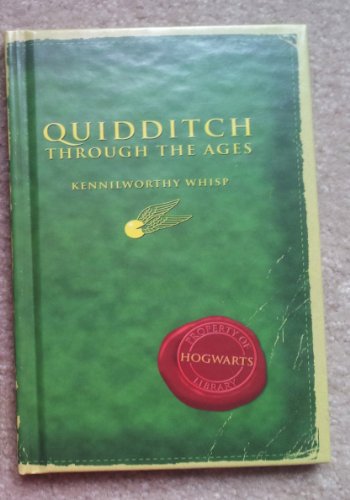 QUIDDITCH
THROUGH THE AGES
KENNILWORTHY WHISP
PROPERTY OF
HOGWARTS
LIBRARY